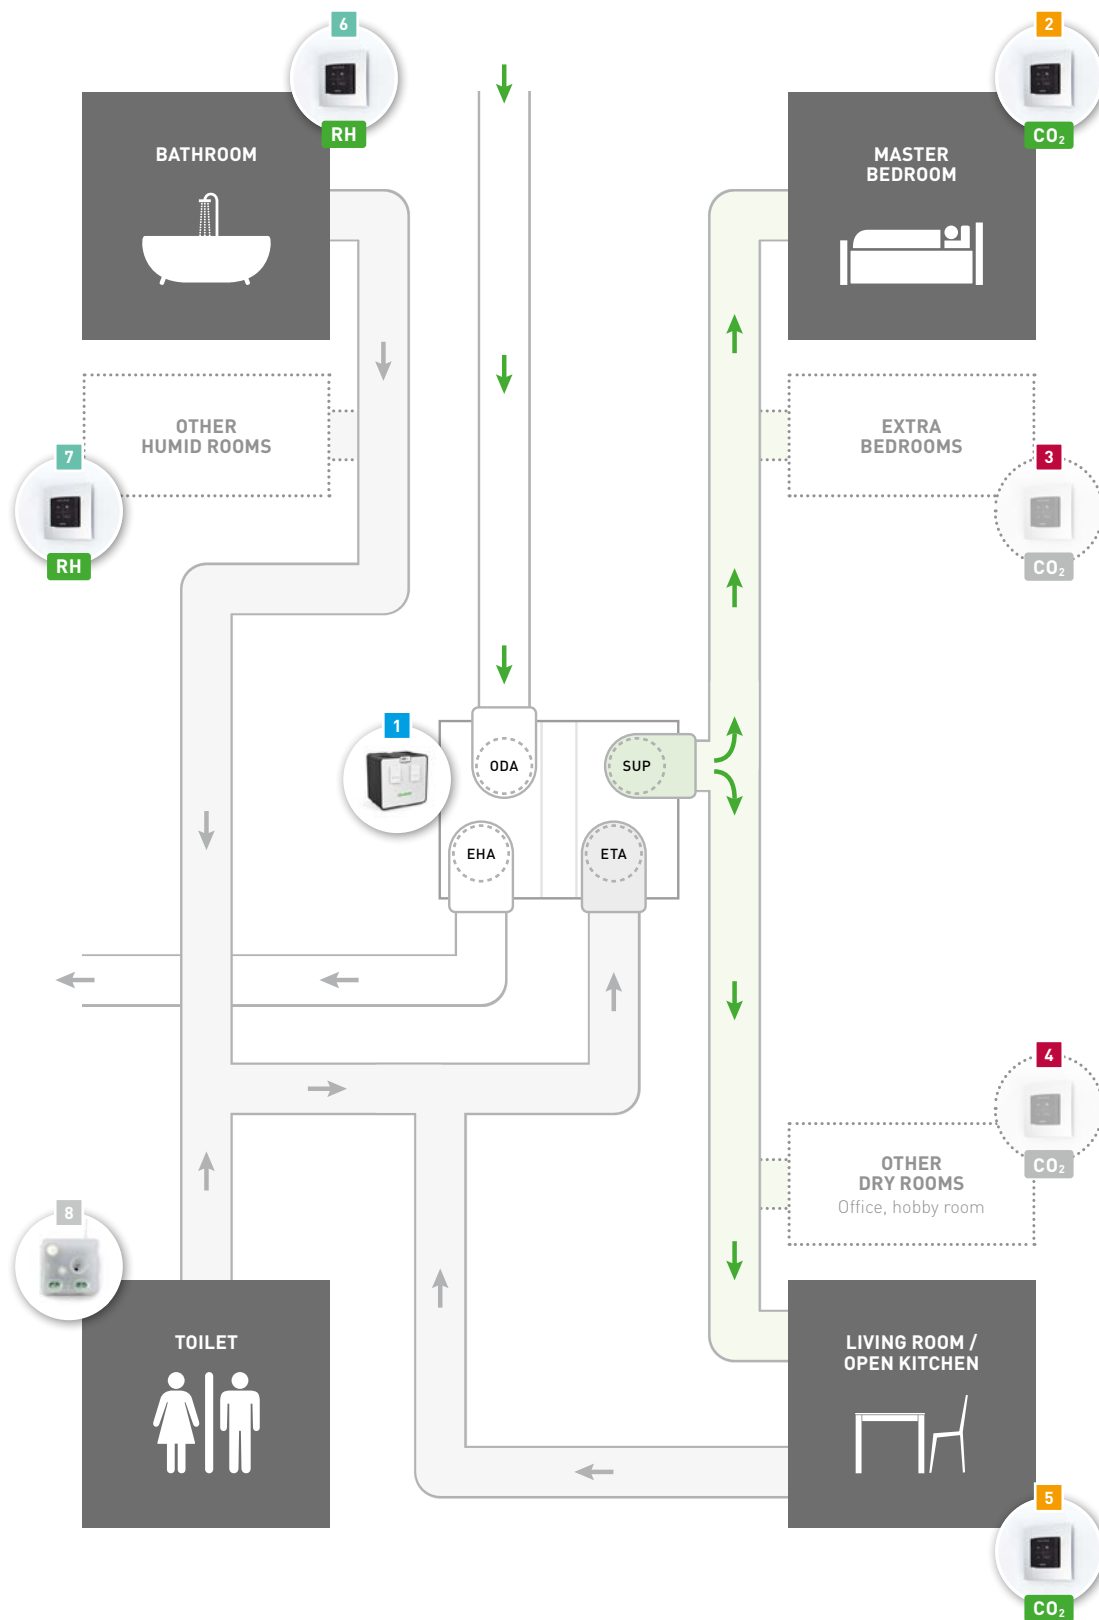 6
RH
BATHROOM
2
CO₂
MASTER
BEDROOM
OTHER
HUMID ROOMS
7
RH
EXTRA
BEDROOMS
3
CO₂
1
ODA
SUP
EHA
ETA
4
CO₂
OTHER
DRY ROOMS
Office, hobby room
8
TOILET
LIVING ROOM /
OPEN KITCHEN
5
CO₂